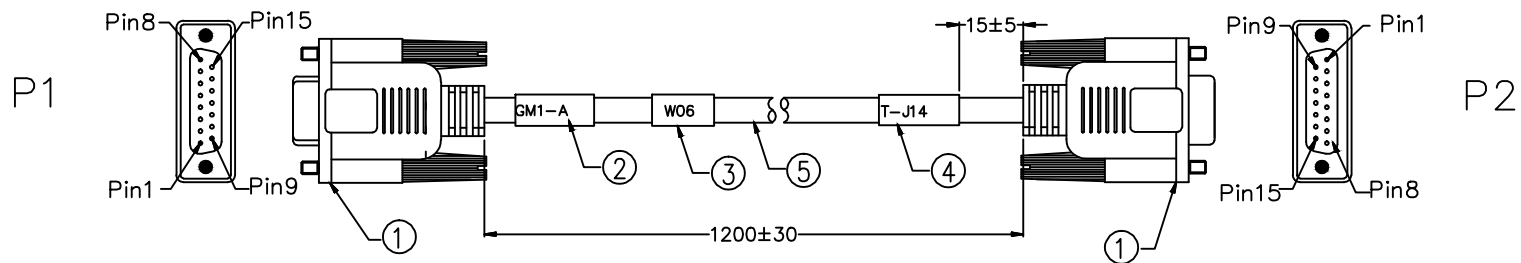 Pin8
Pin15
15±5
Pin9
Pin1
P1
GM1-A
W06
T-J14
P2
②
③
⑤
④
Pin1
Pin9
Pin15
Pin8
①
1200±30
①